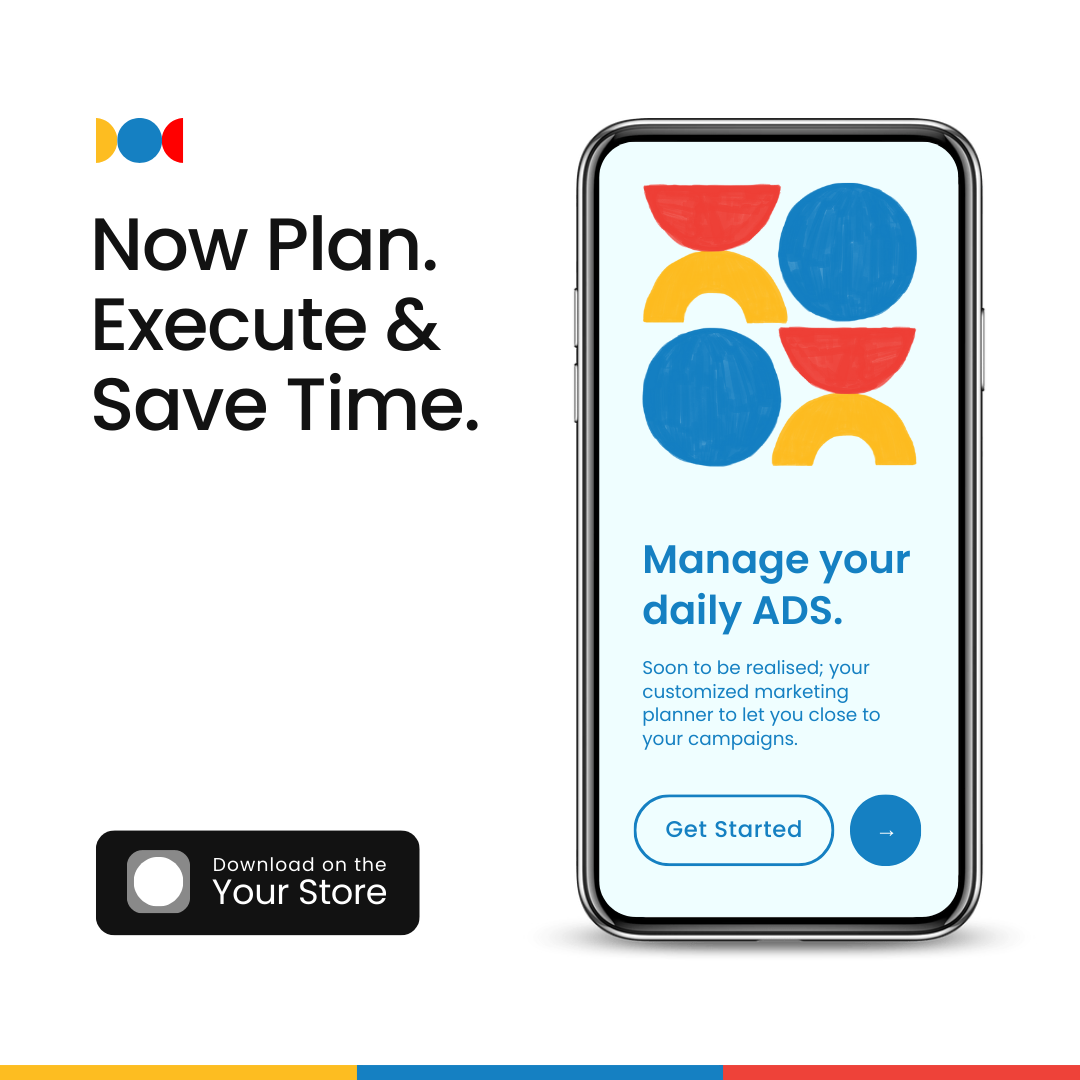 Now Plan.
Execute &
Save Time.
Manage your
daily ADS.
Soon to be realised; your
customized marketing
planner to let you close to
your campaigns.
Get Started
→
Download on the
Your Store